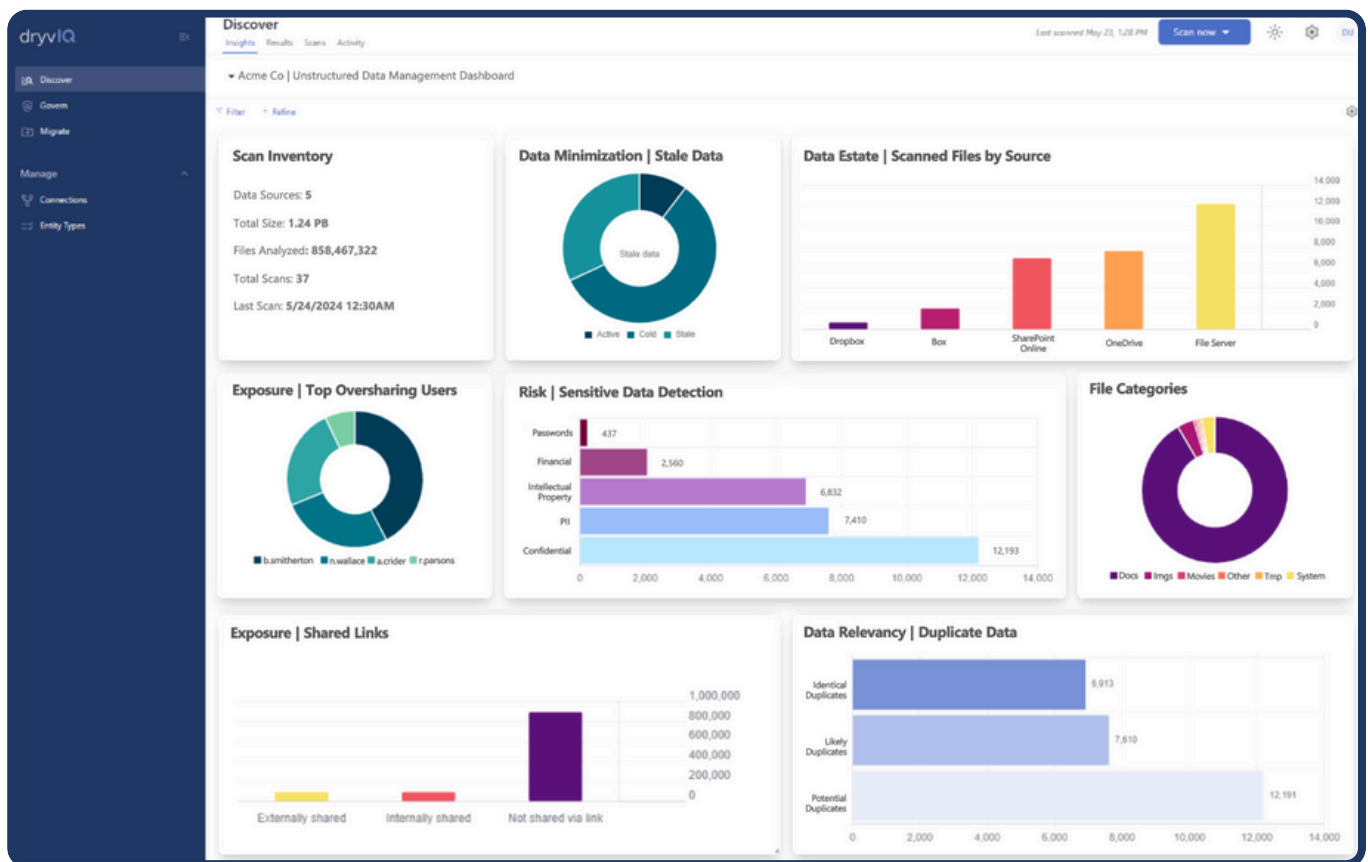 dryvIQ
Discover
Govern
Migrate
Manage
Connections
Entity Types
Discover
Insights Results Scans Activity
Last scanned May 23, 1:28 PM
Scan now
DU
Acme Co | Unstructured Data Management Dashboard
Filter + Refine
Scan Inventory
Data Sources: 5
Total Size: 1.24 PB
Files Analyzed: 858,467,322
Total Scans: 37
Last Scan: 5/24/2024 12:30AM
Data Minimization | Stale Data
Stale data
Active Cold Stale
Data Estate | Scanned Files by Source
14,000
12,000
10,000
8,000
6,000
4,000
2,000
0
Dropbox Box SharePoint Online OneDrive File Server
Exposure | Top Oversharing Users
b.smitherton n.wallace a.crider r.parsons
Risk | Sensitive Data Detection
Passwords 437
Financial 2,560
Intellectual Property 6,832
PII 7,410
Confidential 12,193
0 2,000 4,000 6,000 8,000 10,000 12,000 14,000
File Categories
Docs Imgs Movies Other Tmp System
Exposure | Shared Links
1,000,000
800,000
600,000
400,000
200,000
0
Externally shared Internally shared Not shared via link
Data Relevancy | Duplicate Data
Identical Duplicates 6,913
Likely Duplicates 7,610
Potential Duplicates 12,191
0 2,000 4,000 6,000 8,000 10,000 12,000 14,000